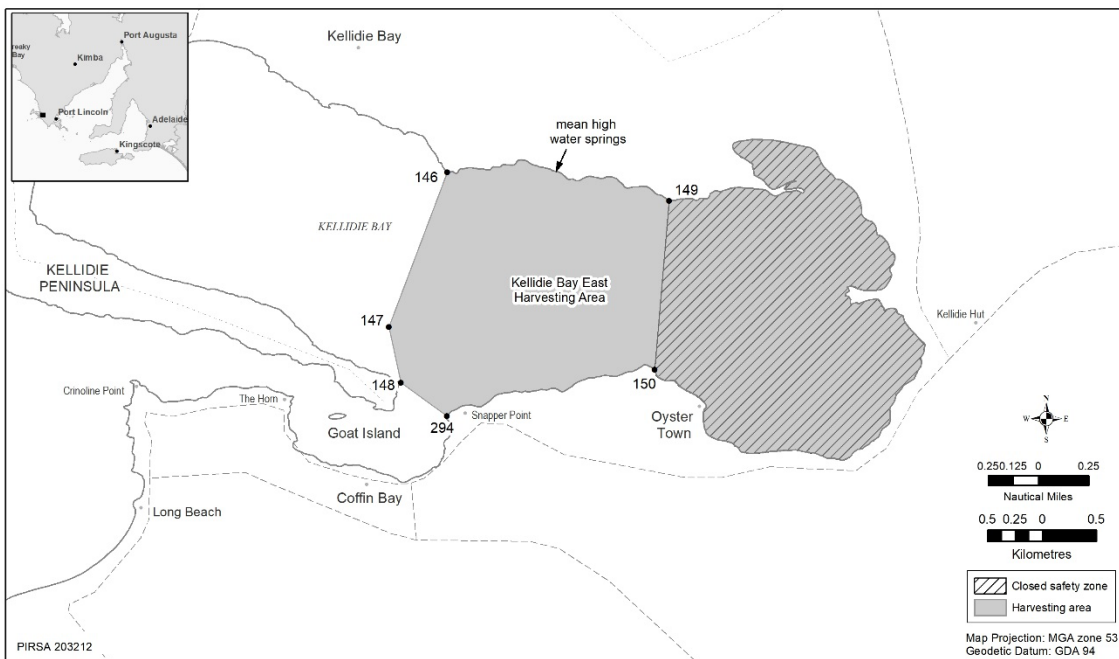 reaky
Bay
Port Augusta
Kimba
Port Lincoln
Adelaide
Kingscote
Kellidie Bay
mean high
water springs
146
149
KELLIDIE BAY
KELLIDIE
PENINSULA
Kellidie Bay East
Harvesting Area
Kellidie Hut
147
148
150
Crinoline Point
The Horn
Snapper Point
294
Goat Island
Oyster
Town
Coffin Bay
Long Beach
N
W E
S
0.25 0.125 0 0.25
Nautical Miles
0.5 0.25 0 0.5
Kilometres
Closed safety zone
Harvesting area
PIRSA 203212
Map Projection: MGA zone 53
Geodetic Datum: GDA 94